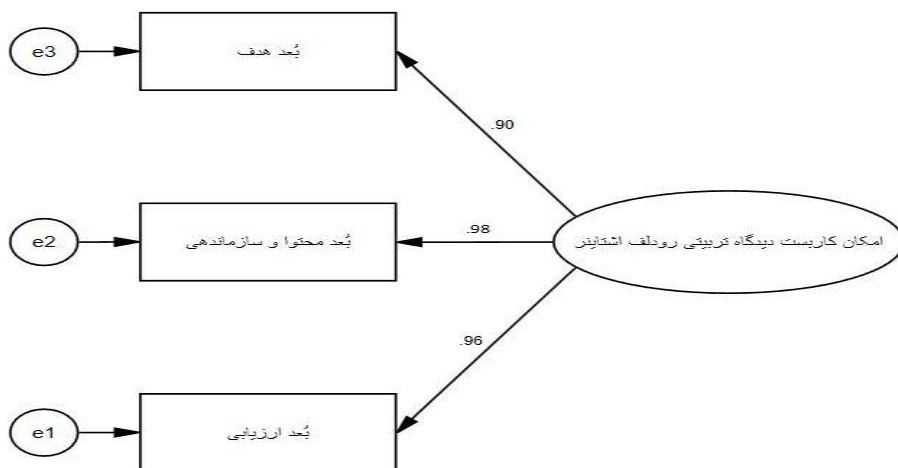 e3
بُعد هدف
.90
e2
بُعد محتوا و سازماندهی
.98
امکان کاربست دیدگاه تربیتی رودلف اشتاینر
.96
e1
بُعد ارزیابی